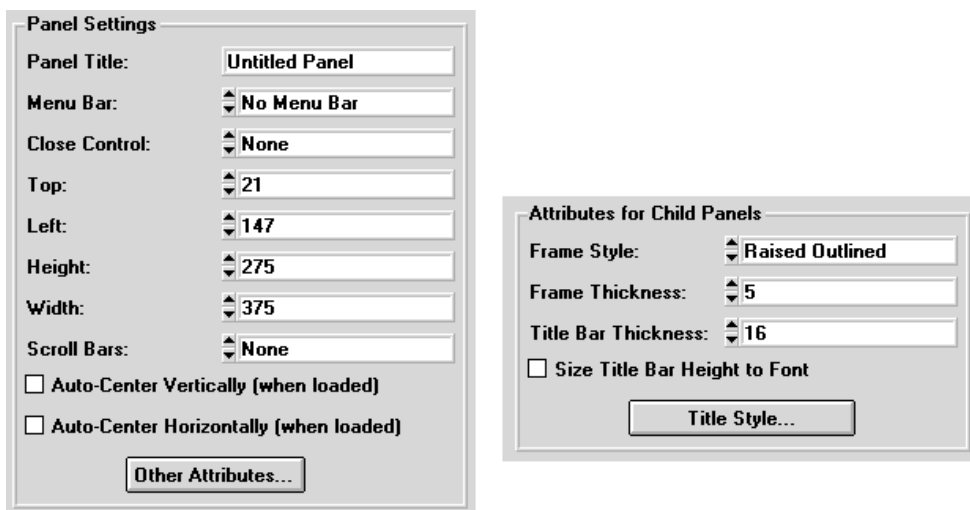 Panel Settings
Panel Title: Untitled Panel
Menu Bar: No Menu Bar
Close Control: None
Top: 21
Left: 147
Height: 275
Width: 375
Scroll Bars: None
Auto-Center Vertically (when loaded)
Auto-Center Horizontally (when loaded)
Other Attributes...
Attributes for Child Panels
Frame Style: Raised Outlined
Frame Thickness: 5
Title Bar Thickness: 16
Size Title Bar Height to Font
Title Style...